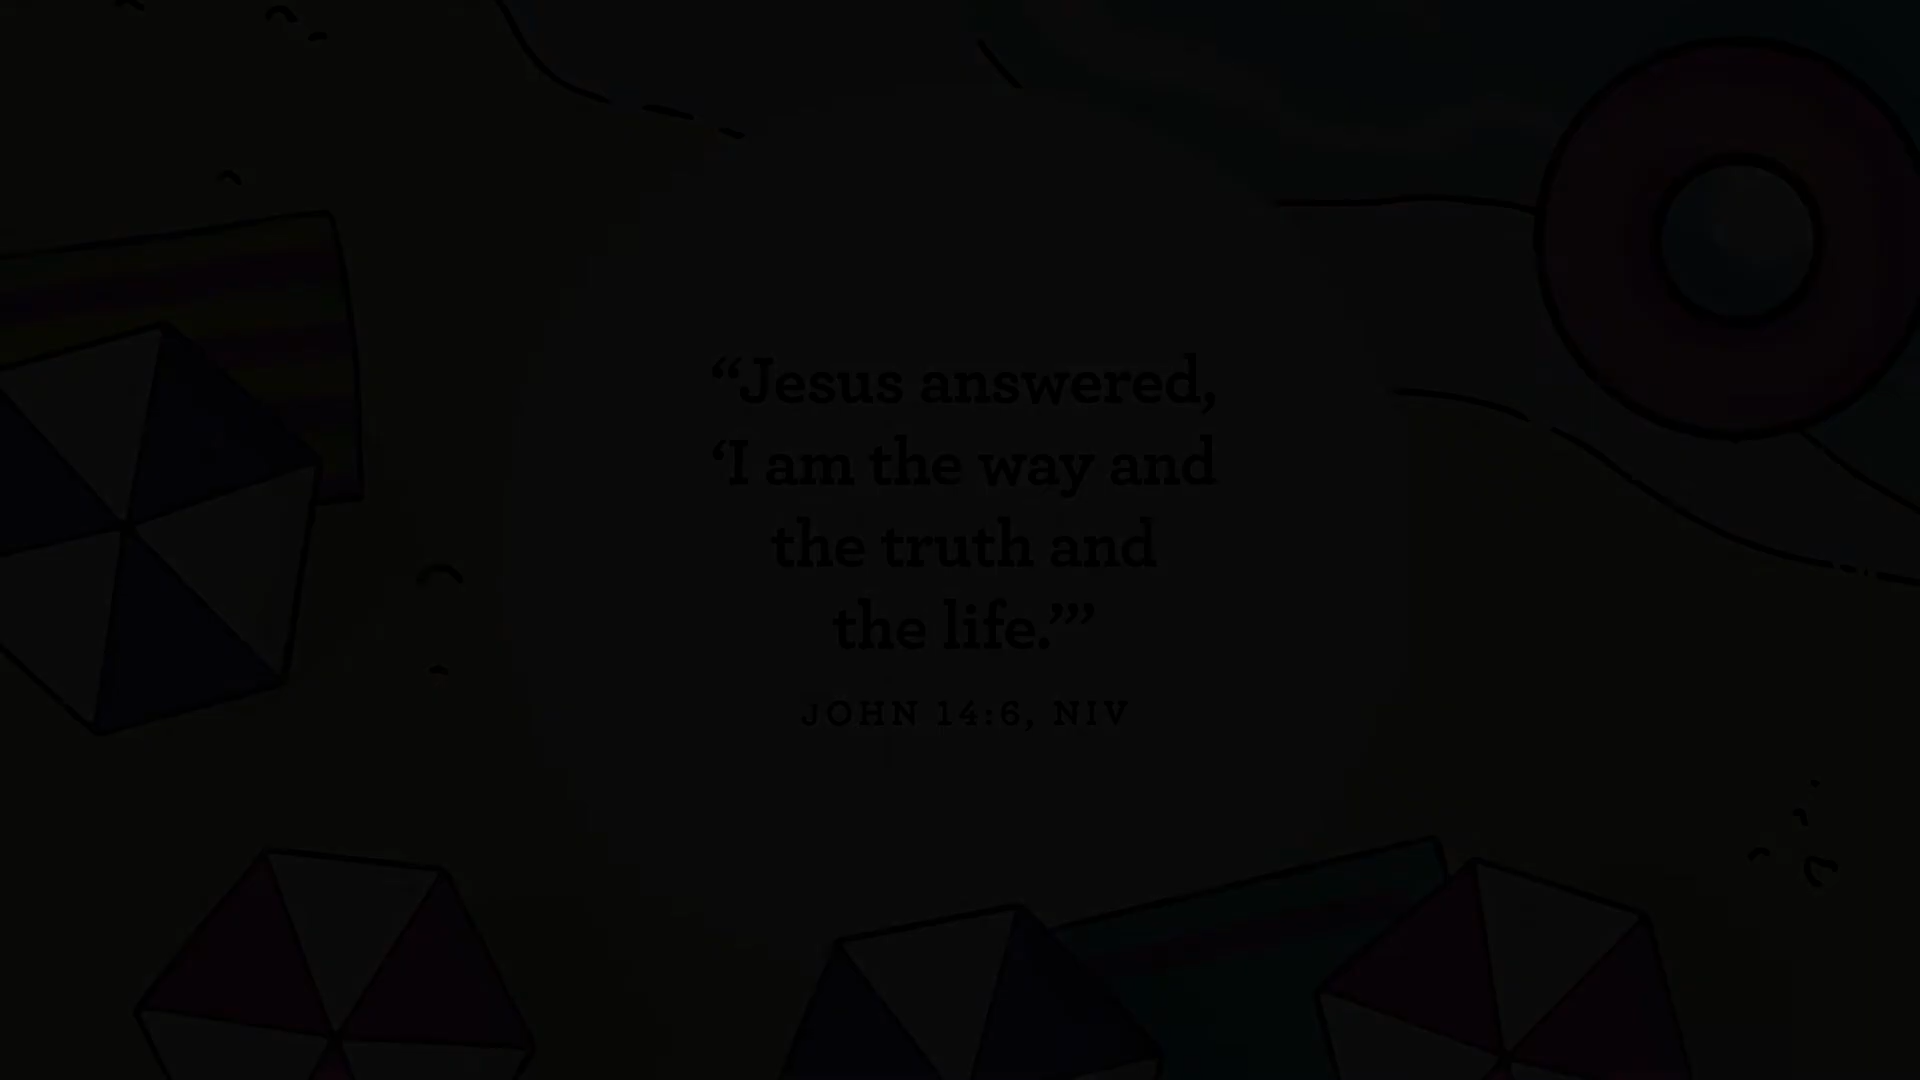 “Jesus answered,
‘I am the way and
the truth and
the life.’”
JOHN 14:6, NIV